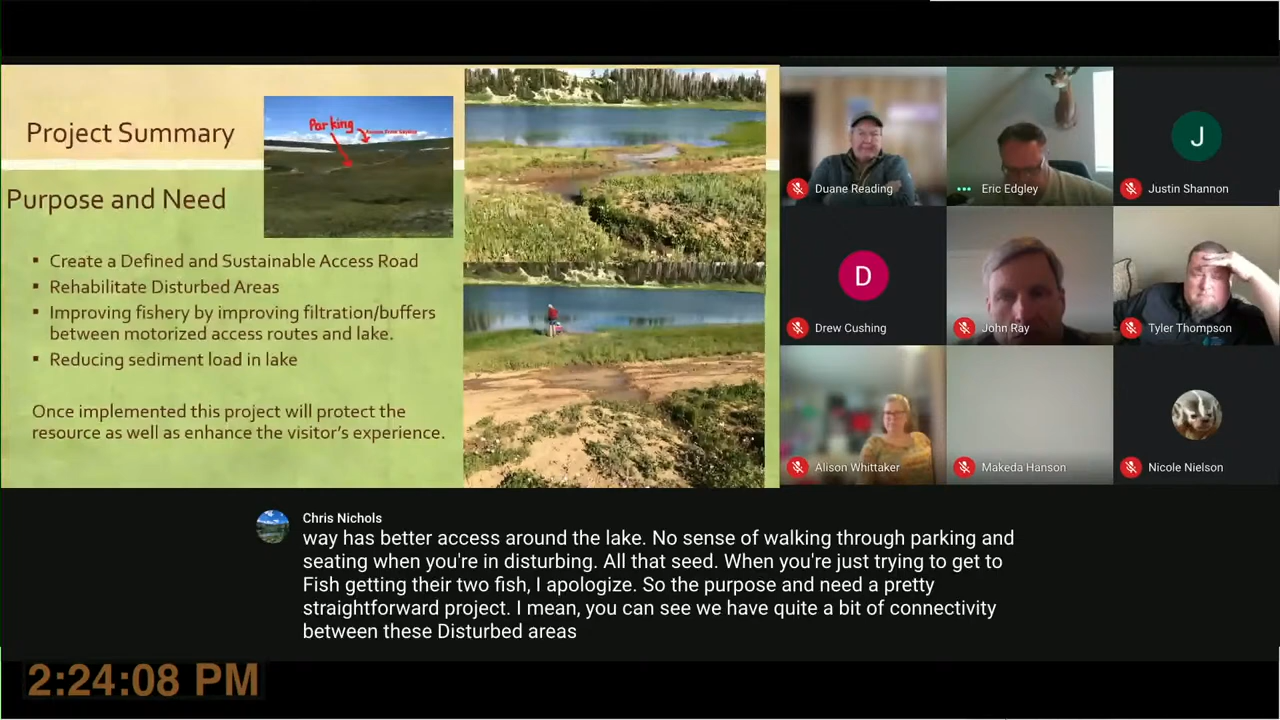 Project Summary
Parking
Purpose and Need
▪ Create a Defined and Sustainable Access Road
▪ Rehabilitate Disturbed Areas
▪ Improving fishery by improving filtration/buffers
between motorized access routes and lake.
▪ Reducing sediment load in lake
Once implemented this project will protect the
resource as well as enhance the visitor's experience.
Duane Reading
Eric Edgley
J
Justin Shannon
D
Drew Cushing
John Ray
Tyler Thompson
Alison Whittaker
Makeda Hanson
Nicole Nielson
Chris Nichols
way has better access around the lake. No sense of walking through parking and
seating when you're in disturbing. All that seed. When you're just trying to get to
Fish getting their two fish, I apologize. So the purpose and need a pretty
straightforward project. I mean, you can see we have quite a bit of connectivity
between these Disturbed areas
2:24:08 PM